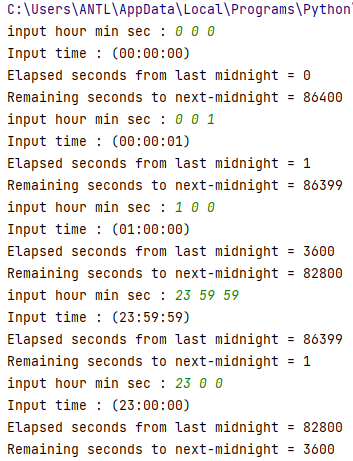 C:\Users\ANTL\AppData\Local\Programs\Python\
input hour min sec : 0 0 0
Input time : (00:00:00)
Elapsed seconds from last midnight = 0
Remaining seconds to next-midnight = 86400
input hour min sec : 0 0 1
Input time : (00:00:01)
Elapsed seconds from last midnight = 1
Remaining seconds to next-midnight = 86399
input hour min sec : 1 0 0
Input time : (01:00:00)
Elapsed seconds from last midnight = 3600
Remaining seconds to next-midnight = 82800
input hour min sec : 23 59 59
Input time : (23:59:59)
Elapsed seconds from last midnight = 86399
Remaining seconds to next-midnight = 1
input hour min sec : 23 0 0
Input time : (23:00:00)
Elapsed seconds from last midnight = 82800
Remaining seconds to next-midnight = 3600